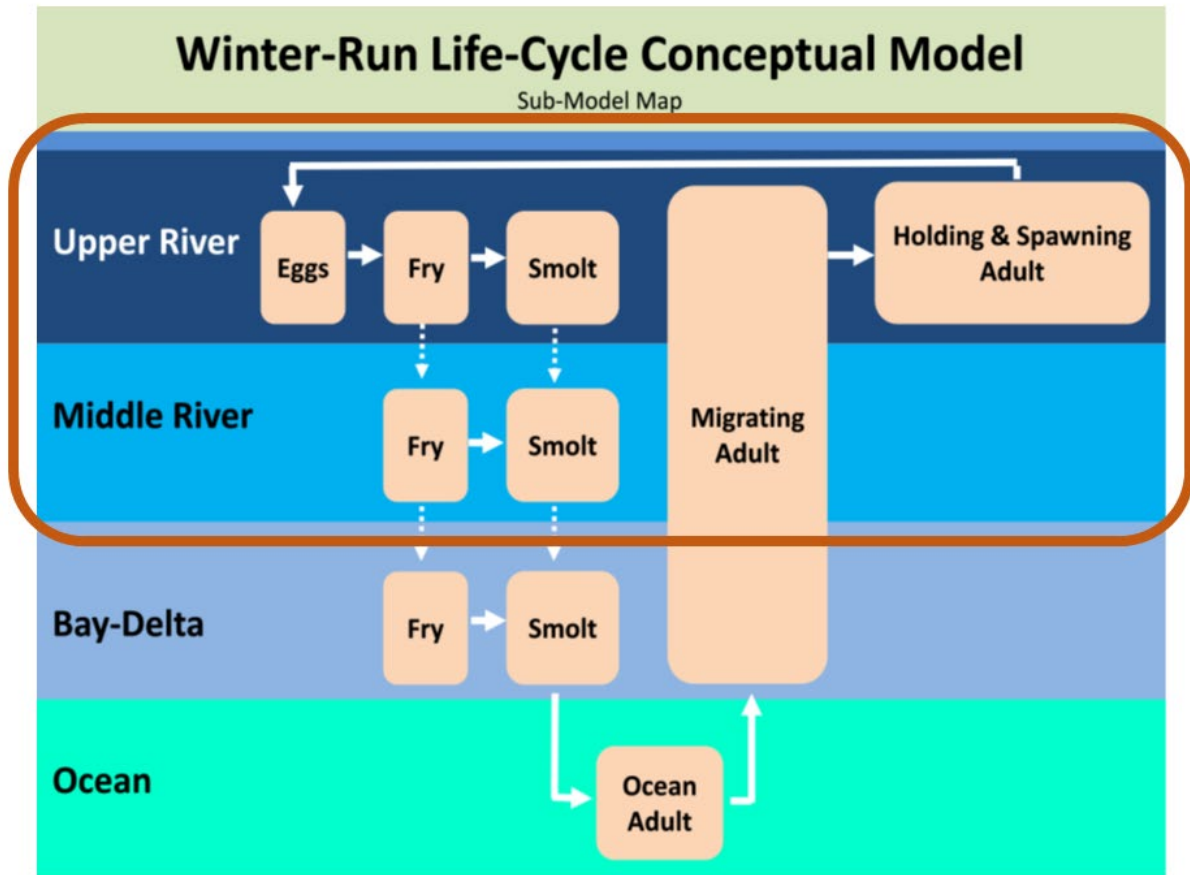 Winter-Run Life-Cycle Conceptual Model
Sub-Model Map
Upper River
Eggs
Fry
Smolt
Holding & Spawning
Adult
Middle River
Fry
Smolt
Migrating
Adult
Bay-Delta
Fry
Smolt
Ocean
Ocean
Adult